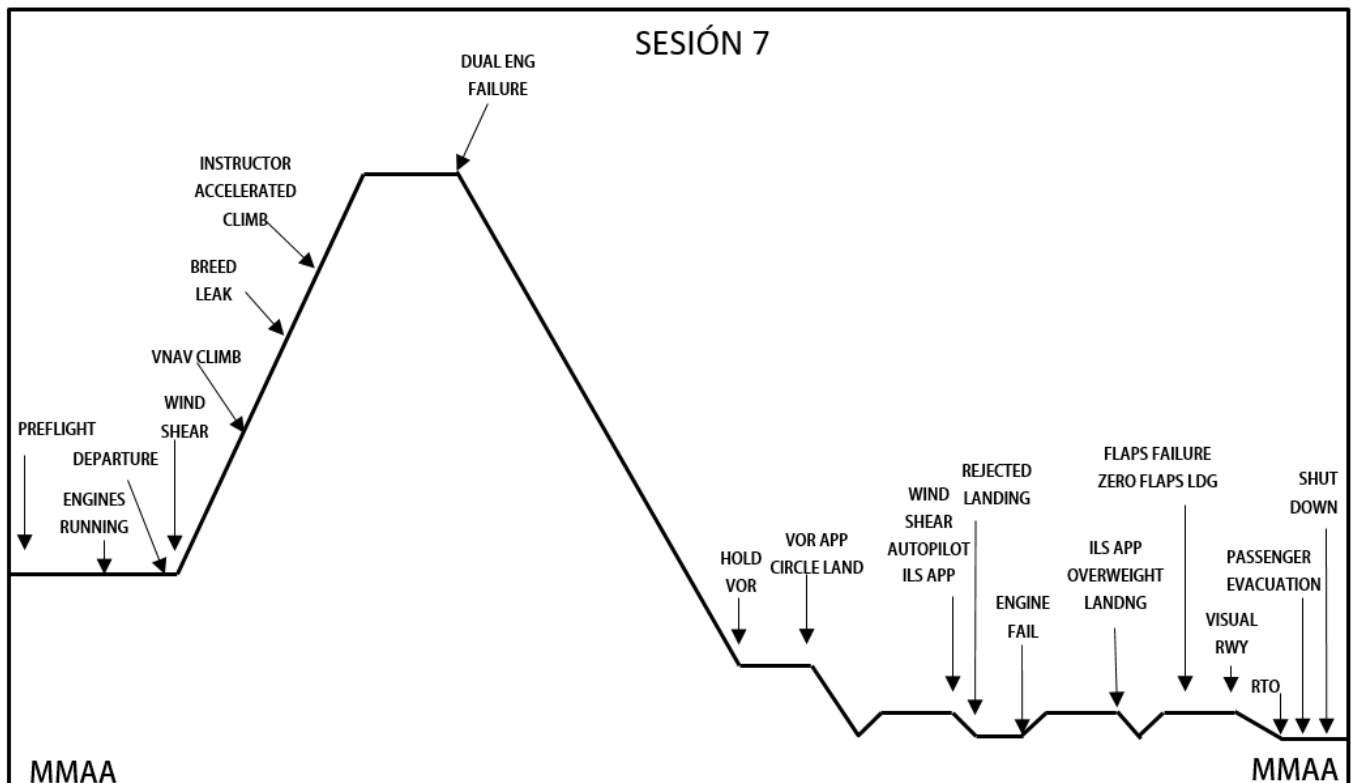 SESIÓN 7
DUAL ENG
FAILURE
INSTRUCTOR
ACCELERATED
CLIMB
BREED
LEAK
VNAV CLIMB
WIND
SHEAR
PREFLIGHT
DEPARTURE
ENGINES
RUNNING
HOLD
VOR
VOR APP
CIRCLE LAND
WIND
SHEAR
AUTOPILOT
ILS APP
REJECTED
LANDING
ENGINE
FAIL
ILS APP
OVERWEIGHT
LANDNG
FLAPS FAILURE
ZERO FLAPS LDG
VISUAL
RWY
RTO
PASSENGER
EVACUATION
SHUT
DOWN
MMAA
MMAA